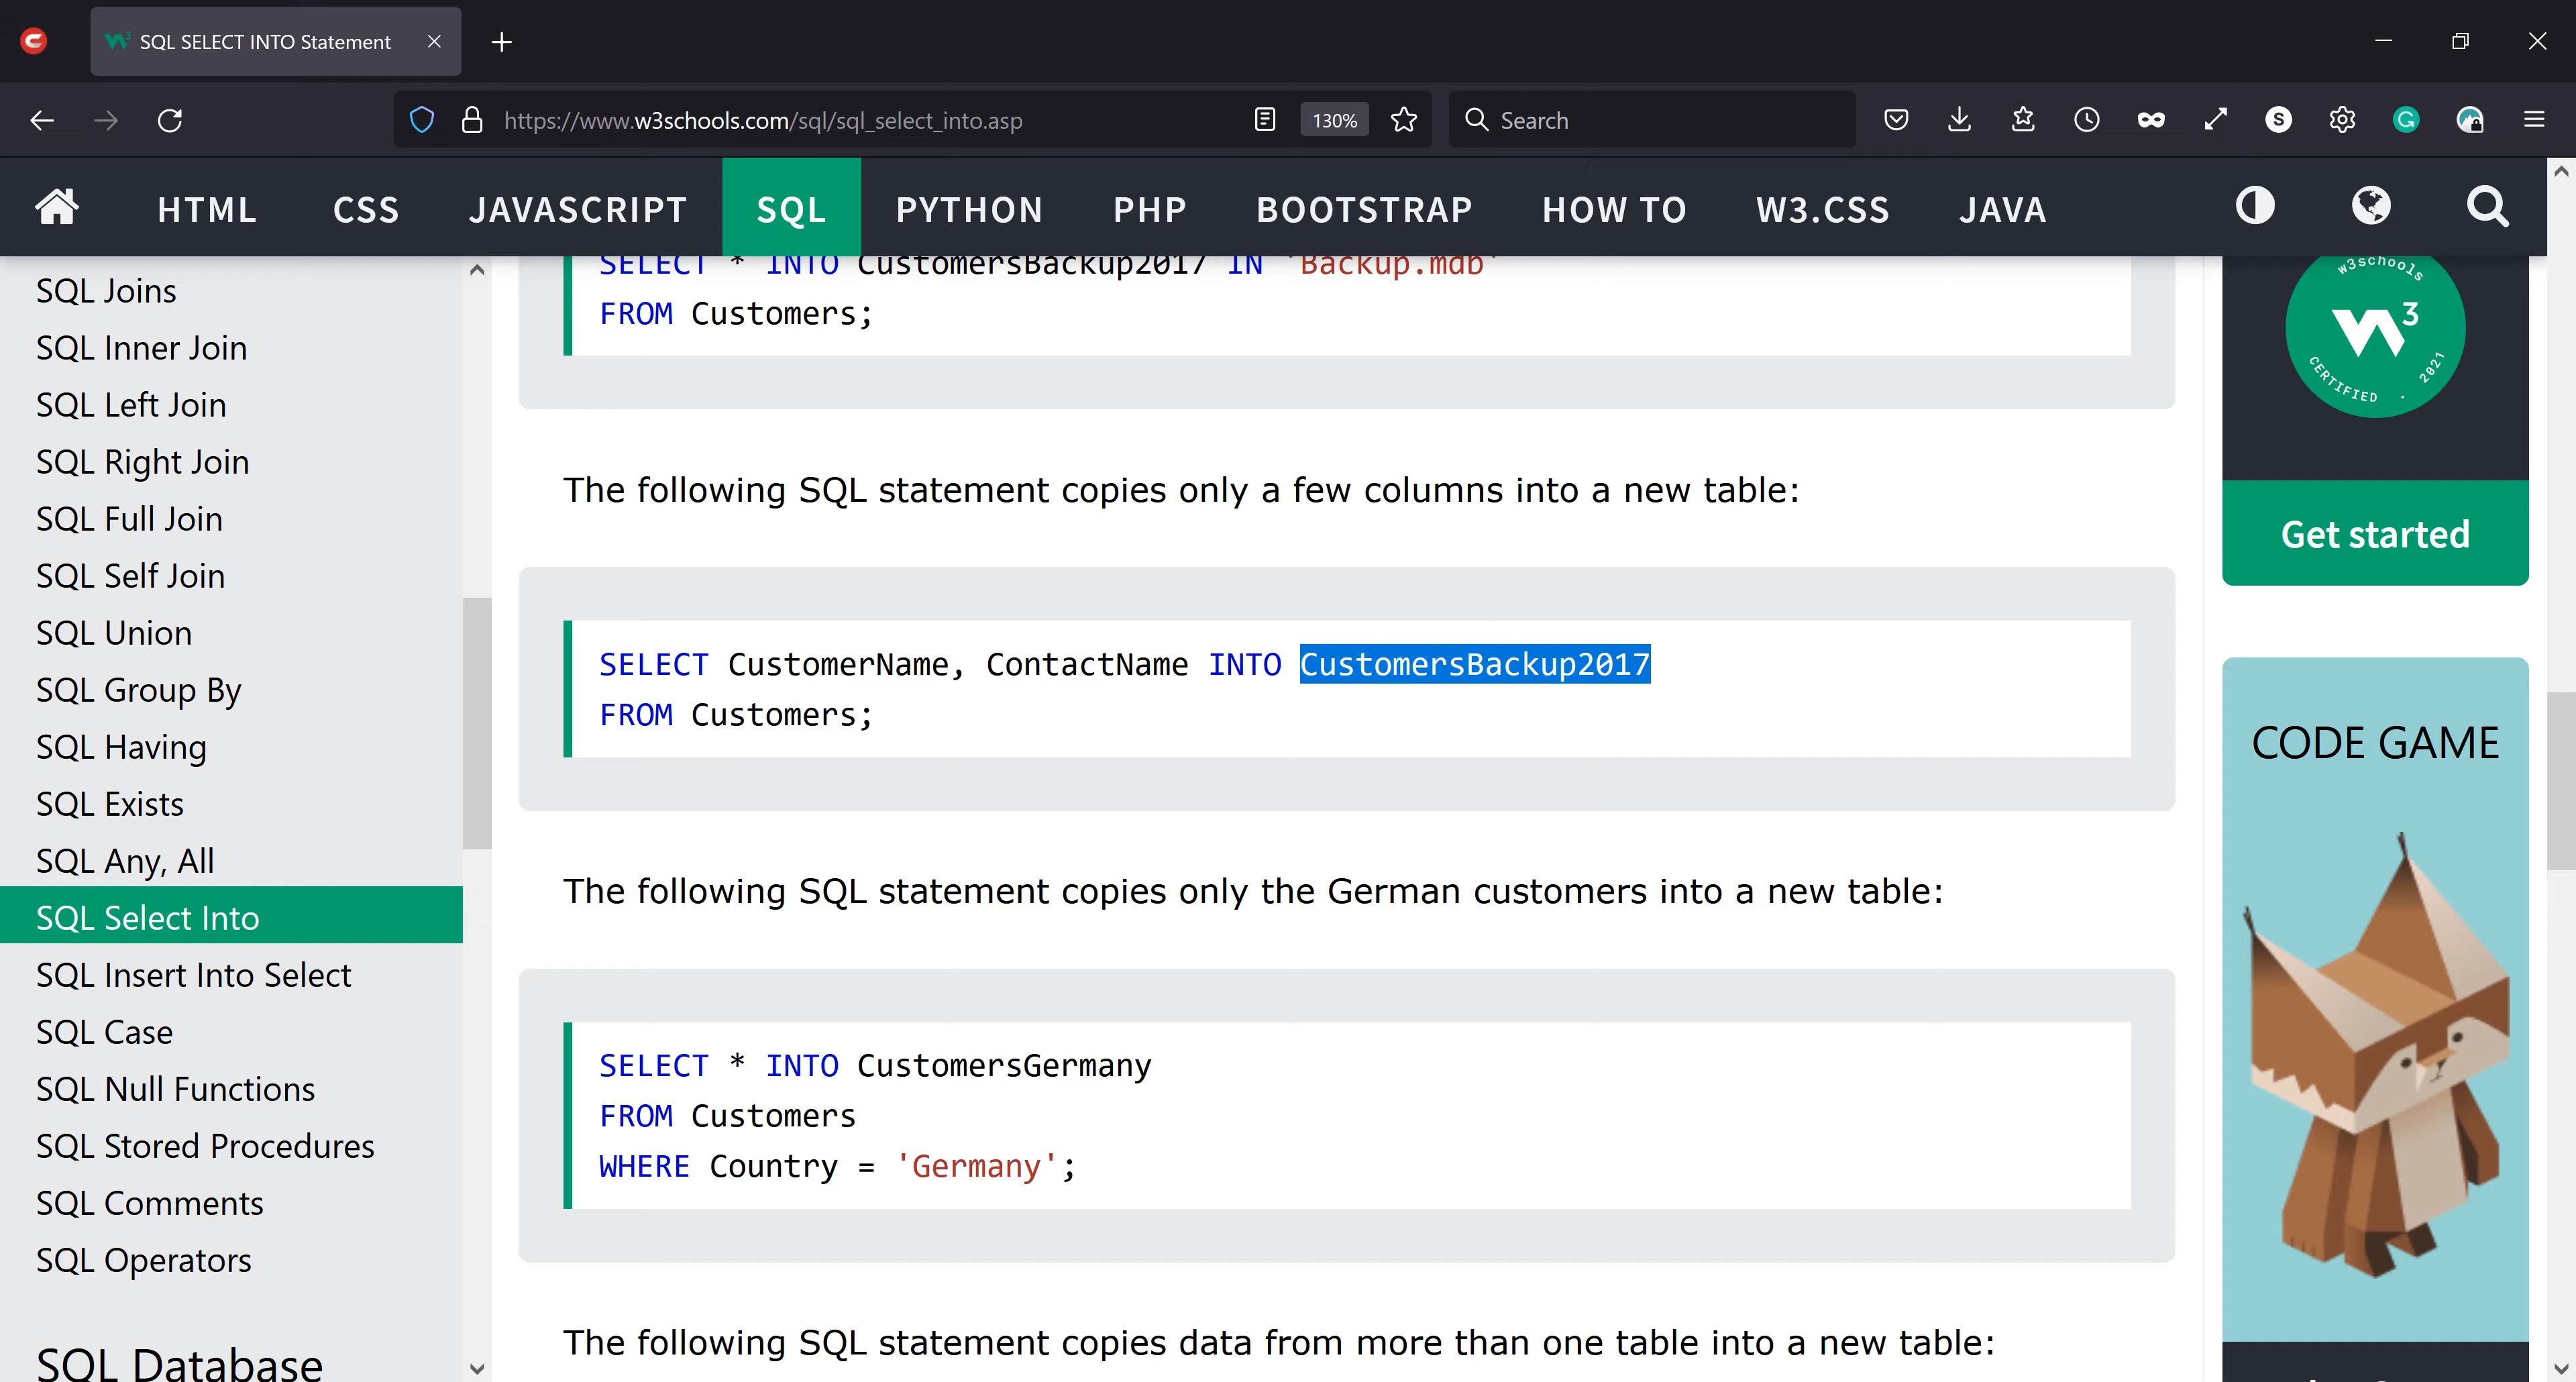 SQL SELECT INTO Statement
https://www.w3schools.com/sql/sql_select_into.asp
130%
Search
S
HTML
CSS
JAVASCRIPT
SQL
PYTHON
PHP
BOOTSTRAP
HOW TO
W3.CSS
JAVA
SQL Joins
SQL Inner Join
SQL Left Join
SQL Right Join
SQL Full Join
SQL Self Join
SQL Union
SQL Group By
SQL Having
SQL Exists
SQL Any, All
SQL Select Into
SQL Insert Into Select
SQL Case
SQL Null Functions
SQL Stored Procedures
SQL Comments
SQL Operators
SQL Database
SELECT * INTO CustomersBackup2017 IN 'Backup.mdb'
FROM Customers;
The following SQL statement copies only a few columns into a new table:
SELECT CustomerName, ContactName INTO CustomersBackup2017
FROM Customers;
The following SQL statement copies only the German customers into a new table:
SELECT * INTO CustomersGermany
FROM Customers
WHERE Country = 'Germany';
The following SQL statement copies data from more than one table into a new table:
w3schools
W3
CERTIFIED . 2021
Get started
CODE GAME